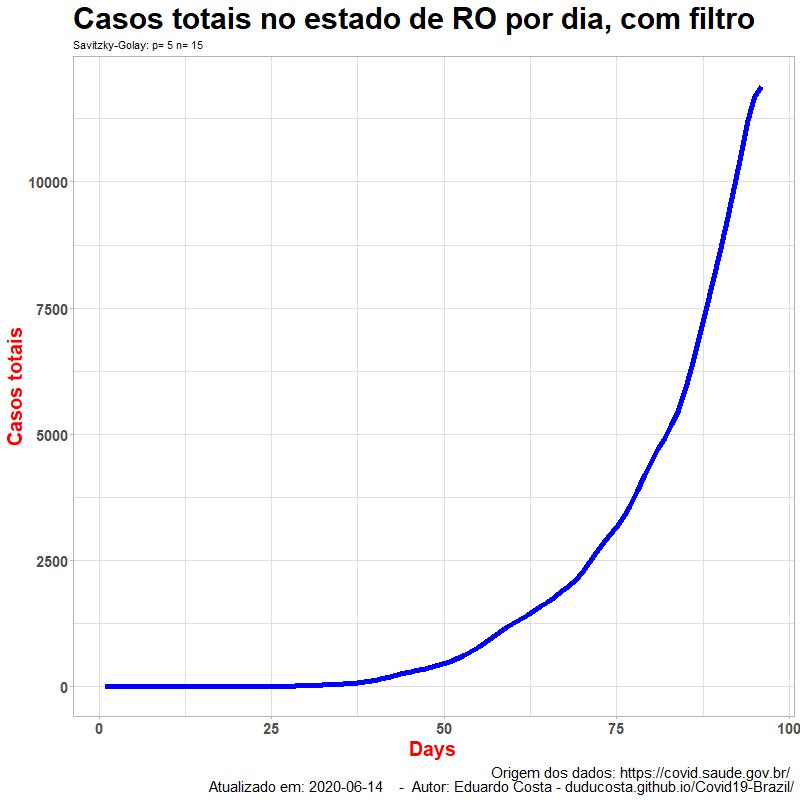 Casos totais no estado de RO por dia, com filtro
Savitzky-Golay: p= 5 n= 15
Casos totais
10000
7500
5000
2500
0
0 25 50 75 100
Days
Origem dos dados: https://covid.saude.gov.br/
Atualizado em: 2020-06-14 - Autor: Eduardo Costa - duducosta.github.io/Covid19-Brazil/